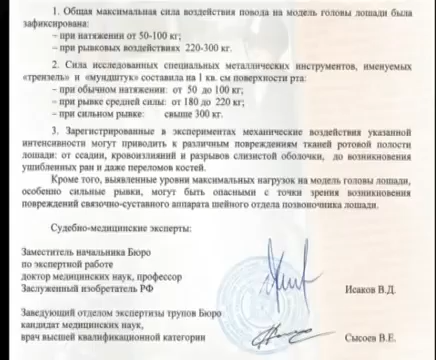 1. Общая максимальная сила воздействия повода на модель головы лошади была
зафиксирована:
– при натяжении от 50-100 кг;
– при рывковых воздействиях 220-300 кг.
2. Сила исследованных специальных металлических инструментов, именуемых
«трензель» и «мундштук» составила на 1 кв. см поверхности рта:
– при обычном натяжении: от 50 до 100 кг;
– при рывке средней силы: от 180 до 220 кг;
– при сильном рывке: свыше 300 кг.
3. Зарегистрированные в экспериментах механические воздействия указанной
интенсивности могут приводить к различным повреждениям тканей ротовой полости
лошади: от ссадин, кровоизлияний и разрывов слизистой оболочки, до возникновения
ушибленных ран и даже переломов костей.
Кроме того, выявленные уровни максимальных нагрузок на модель головы лошади,
особенно сильные рывки, могут быть опасными с точки зрения возникновения
повреждений связочно-суставного аппарата шейного отдела позвоночника лошади.
Судебно-медицинские эксперты:
Заместитель начальника Бюро
по экспертной работе
доктор медицинских наук, профессор
Заслуженный изобретатель РФ
Исаков В.Д.
Заведующий отделом экспертизы трупов Бюро
кандидат медицинских наук,
врач высшей квалификационной категории
Сысоев В.Е.